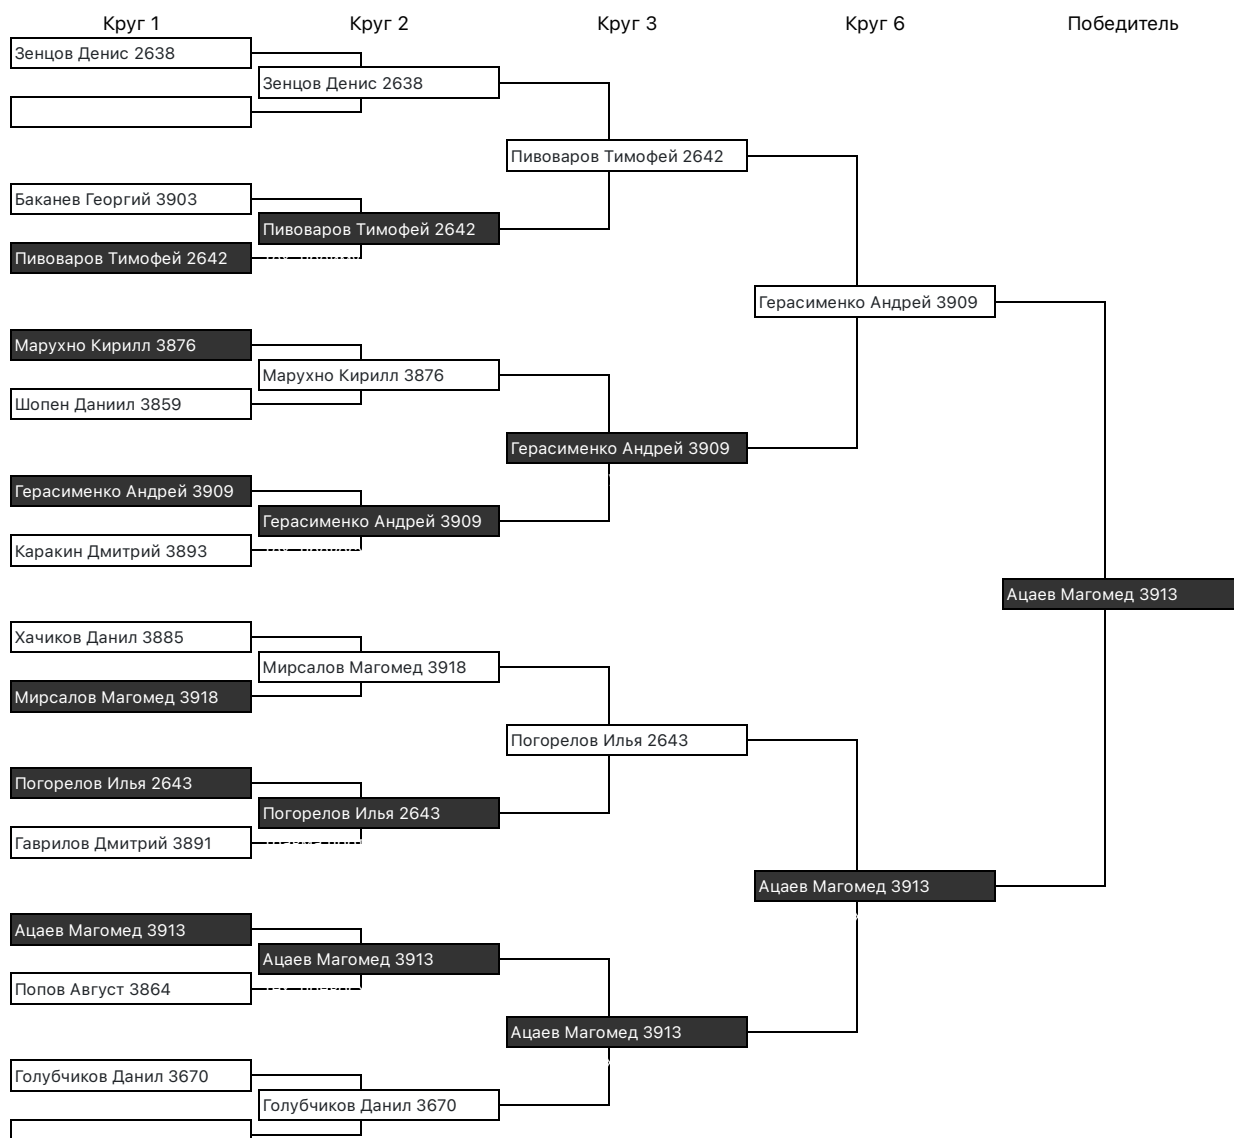 Круг 1
Круг 2
Круг 3
Круг 6
Победитель
Зенцов Денис 2638
Зенцов Денис 2638
Пивоваров Тимофей 2642
Баканев Георгий 3903
Пивоваров Тимофей 2642
Пивоваров Тимофей 2642
Герасименко Андрей 3909
Марухно Кирилл 3876
Марухно Кирилл 3876
Шопен Даниил 3859
Герасименко Андрей 3909
Герасименко Андрей 3909
Герасименко Андрей 3909
Каракин Дмитрий 3893
Ацаев Магомед 3913
Хачиков Данил 3885
Мирсалов Магомед 3918
Мирсалов Магомед 3918
Погорелов Илья 2643
Погорелов Илья 2643
Погорелов Илья 2643
Гаврилов Дмитрий 3891
Ацаев Магомед 3913
Ацаев Магомед 3913
Ацаев Магомед 3913
Попов Август 3864
Ацаев Магомед 3913
Голубчиков Данил 3670
Голубчиков Данил 3670